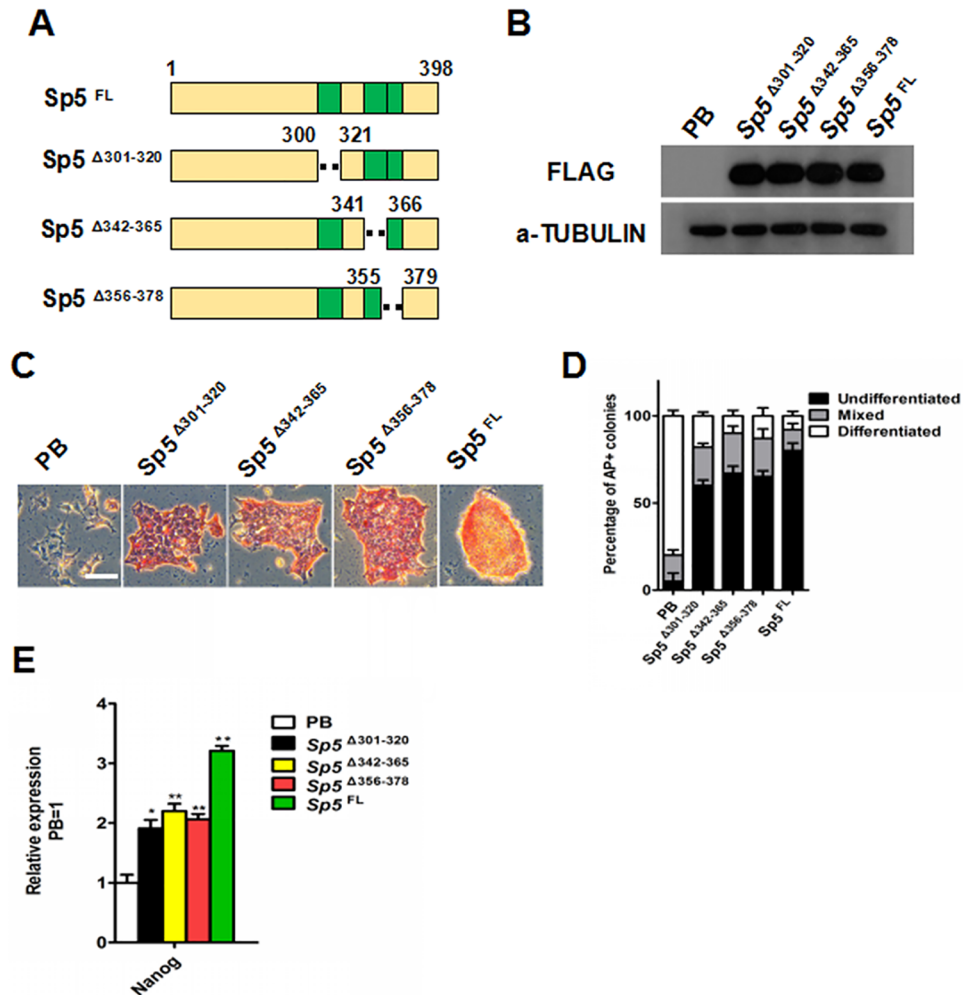 A
1 398
Sp5 FL
300 321
Sp5 Δ301-320
341 366
Sp5 Δ342-365
355 379
Sp5 Δ356-378
B
PB Sp5 Δ301-320 Sp5 Δ342-365 Sp5 Δ356-378 Sp5 FL
FLAG
a-TUBULIN
C
PB Sp5 Δ301-320 Sp5 Δ342-365 Sp5 Δ356-378 Sp5 FL
D
Percentage of AP+ colonies
100
50
0
Undifferentiated
Mixed
Differentiated
PB Sp5 Δ301-320 Sp5 Δ342-365 Sp5 Δ356-378 Sp5 FL
E
Relative expression
PB=1
4
3
2
1
0
* ** ** **
Nanog
PB
Sp5 Δ301-320
Sp5 Δ342-365
Sp5 Δ356-378
Sp5 FL